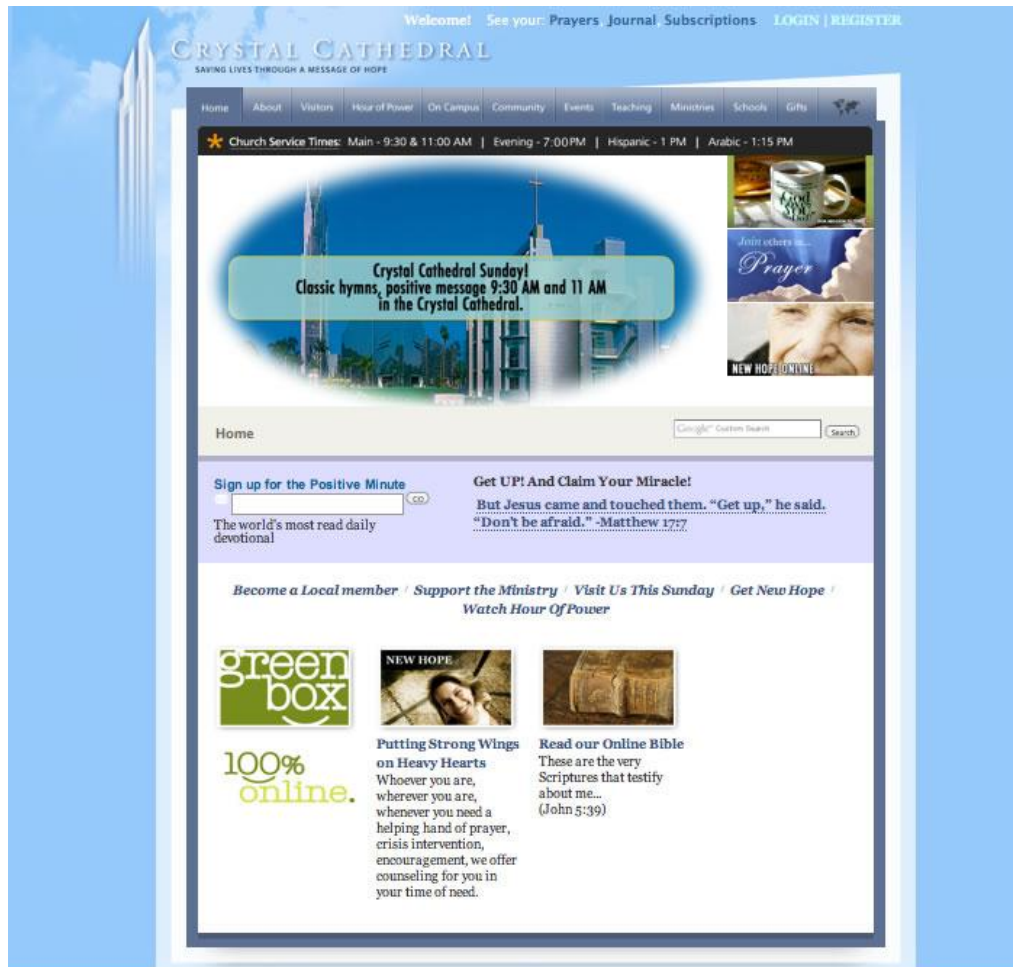 Welcome! See your: Prayers, Journal, Subscriptions LOGIN | REGISTER
CRYSTAL CATHEDRAL
SAVING LIVES THROUGH A MESSAGE OF HOPE
Home About Visitors Hour of Power On Campus Community Events Teaching Ministries Schools Gifts
Church Service Times: Main - 9:30 & 11:00 AM | Evening - 7:00PM | Hispanic - 1 PM | Arabic - 1:15 PM
God
YOU
Crystal Cathedral Sunday!
Classic hymns, positive message 9:30 AM and 11 AM
in the Crystal Cathedral.
Join others in...
Prayer
NEW HOPE ONLINE
Home
Google™ Custom Search
Search
Sign up for the Positive Minute
GO
The world's most read daily
devotional
Get UP! And Claim Your Miracle!
But Jesus came and touched them. “Get up,” he said.
“Don't be afraid.” -Matthew 17:7
Become a Local member / Support the Ministry / Visit Us This Sunday / Get New Hope /
Watch Hour Of Power
green
box
100%
online.
NEW HOPE
Putting Strong Wings
on Heavy Hearts
Whoever you are,
wherever you are,
whenever you need a
helping hand of prayer,
crisis intervention,
encouragement, we offer
counseling for you in
your time of need.
Read our Online Bible
These are the very
Scriptures that testify
about me...
(John 5:39)